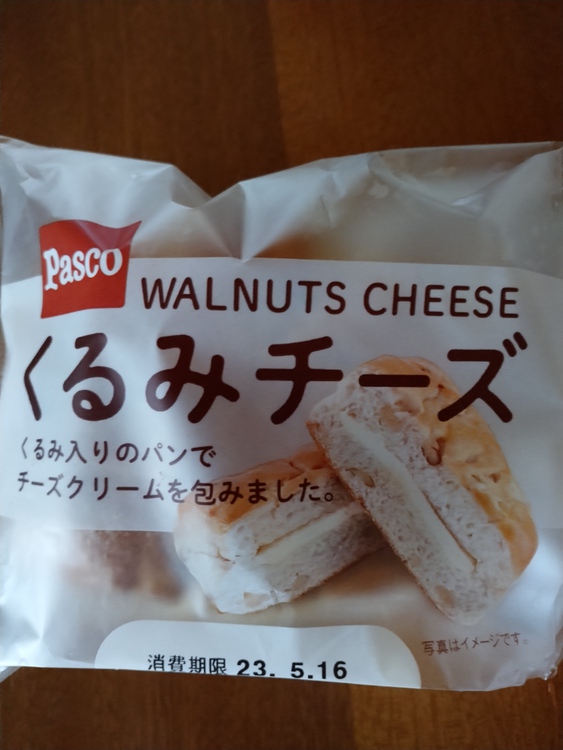 Pasco
WALNUTS CHEESE
くるみチーズ
くるみ入りのパンで
チーズクリームを包みました。
写真はイメージです。
消費期限 23. 5.16